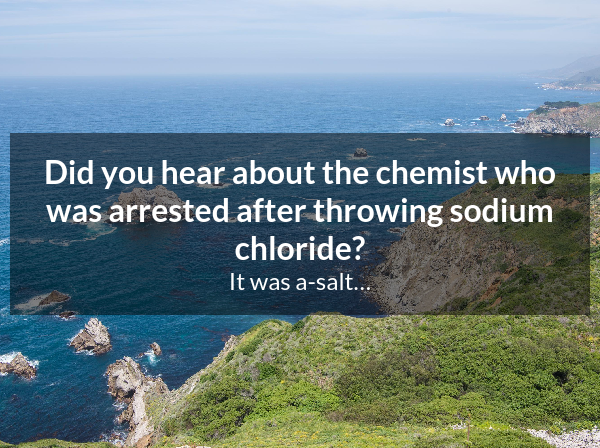 Did you hear about the chemist who
was arrested after throwing sodium
chloride?
It was a-salt...